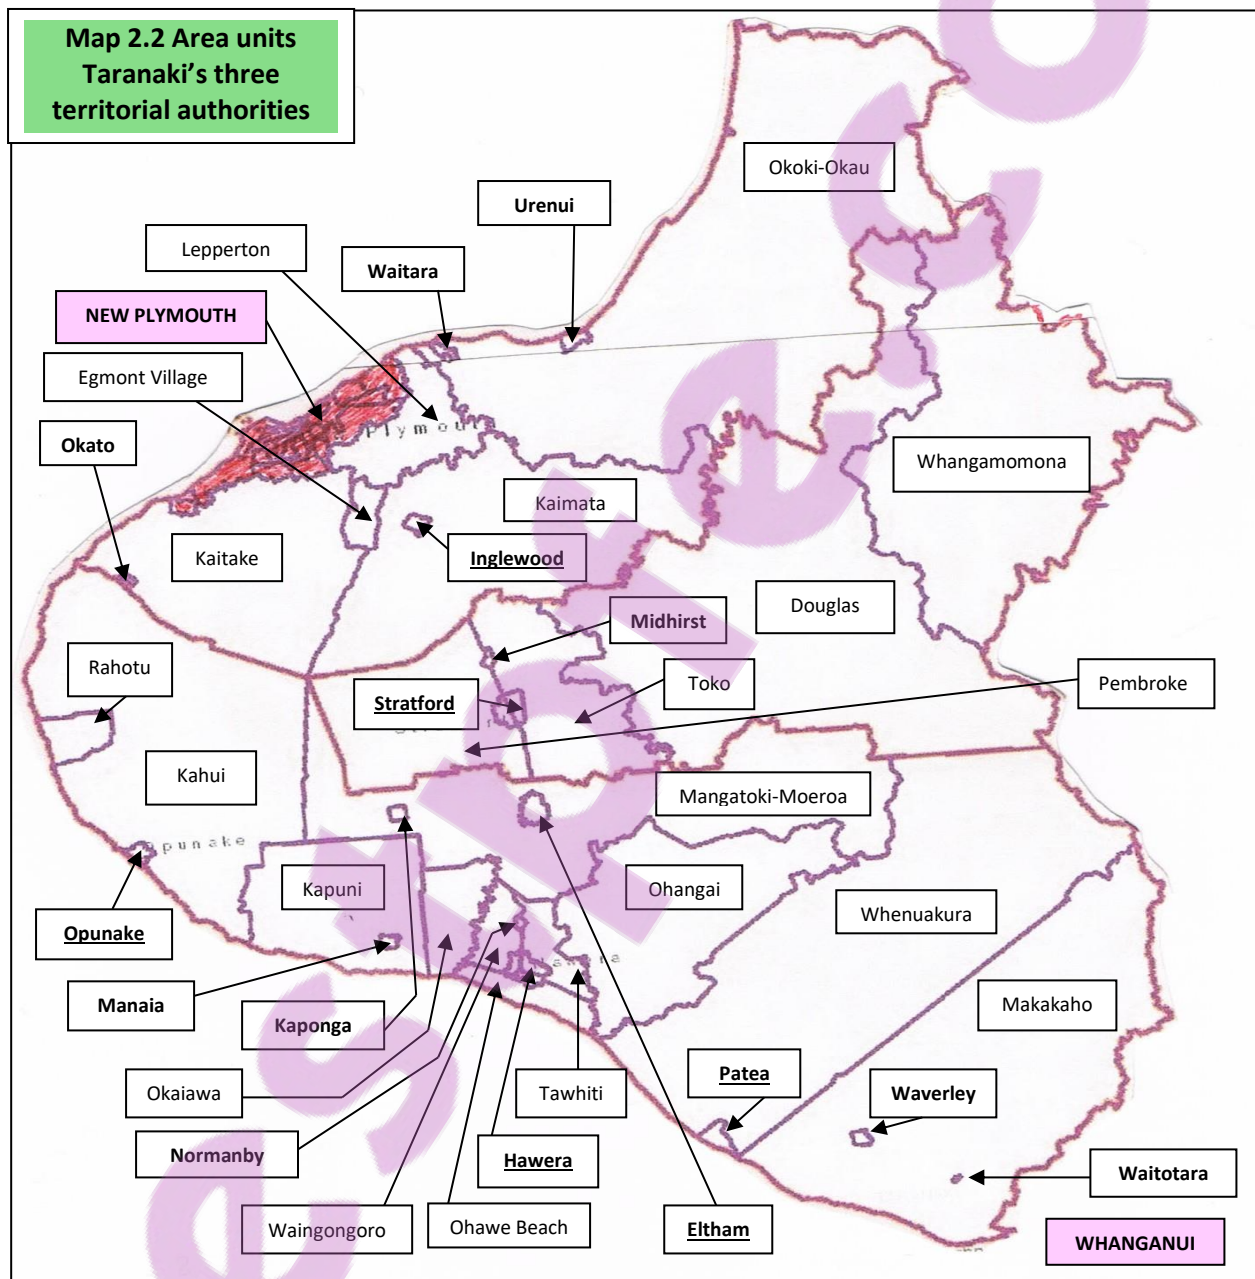 Map 2.2 Area units
Taranaki's three
territorial authorities
Okoki-Okau
Urenui
Lepperton
Waitara
NEW PLYMOUTH
Egmont Village
Okato
Plymout
Whangamomona
Kaimata
Kaitake
Inglewood
Douglas
Midhirst
Rahotu
Toko
Pembroke
Stratford
Kahui
Mangatoki-Moeroa
Opunake
Kapuni
Ohangai
Whenuakura
Opunake
Manaia
Makakaho
Kaponga
Okaiawa
Tawhiti
Patea
Waverley
Normanby
Hawera
Waitotara
Waingongoro
Ohawe Beach
Eltham
WHANGANUI